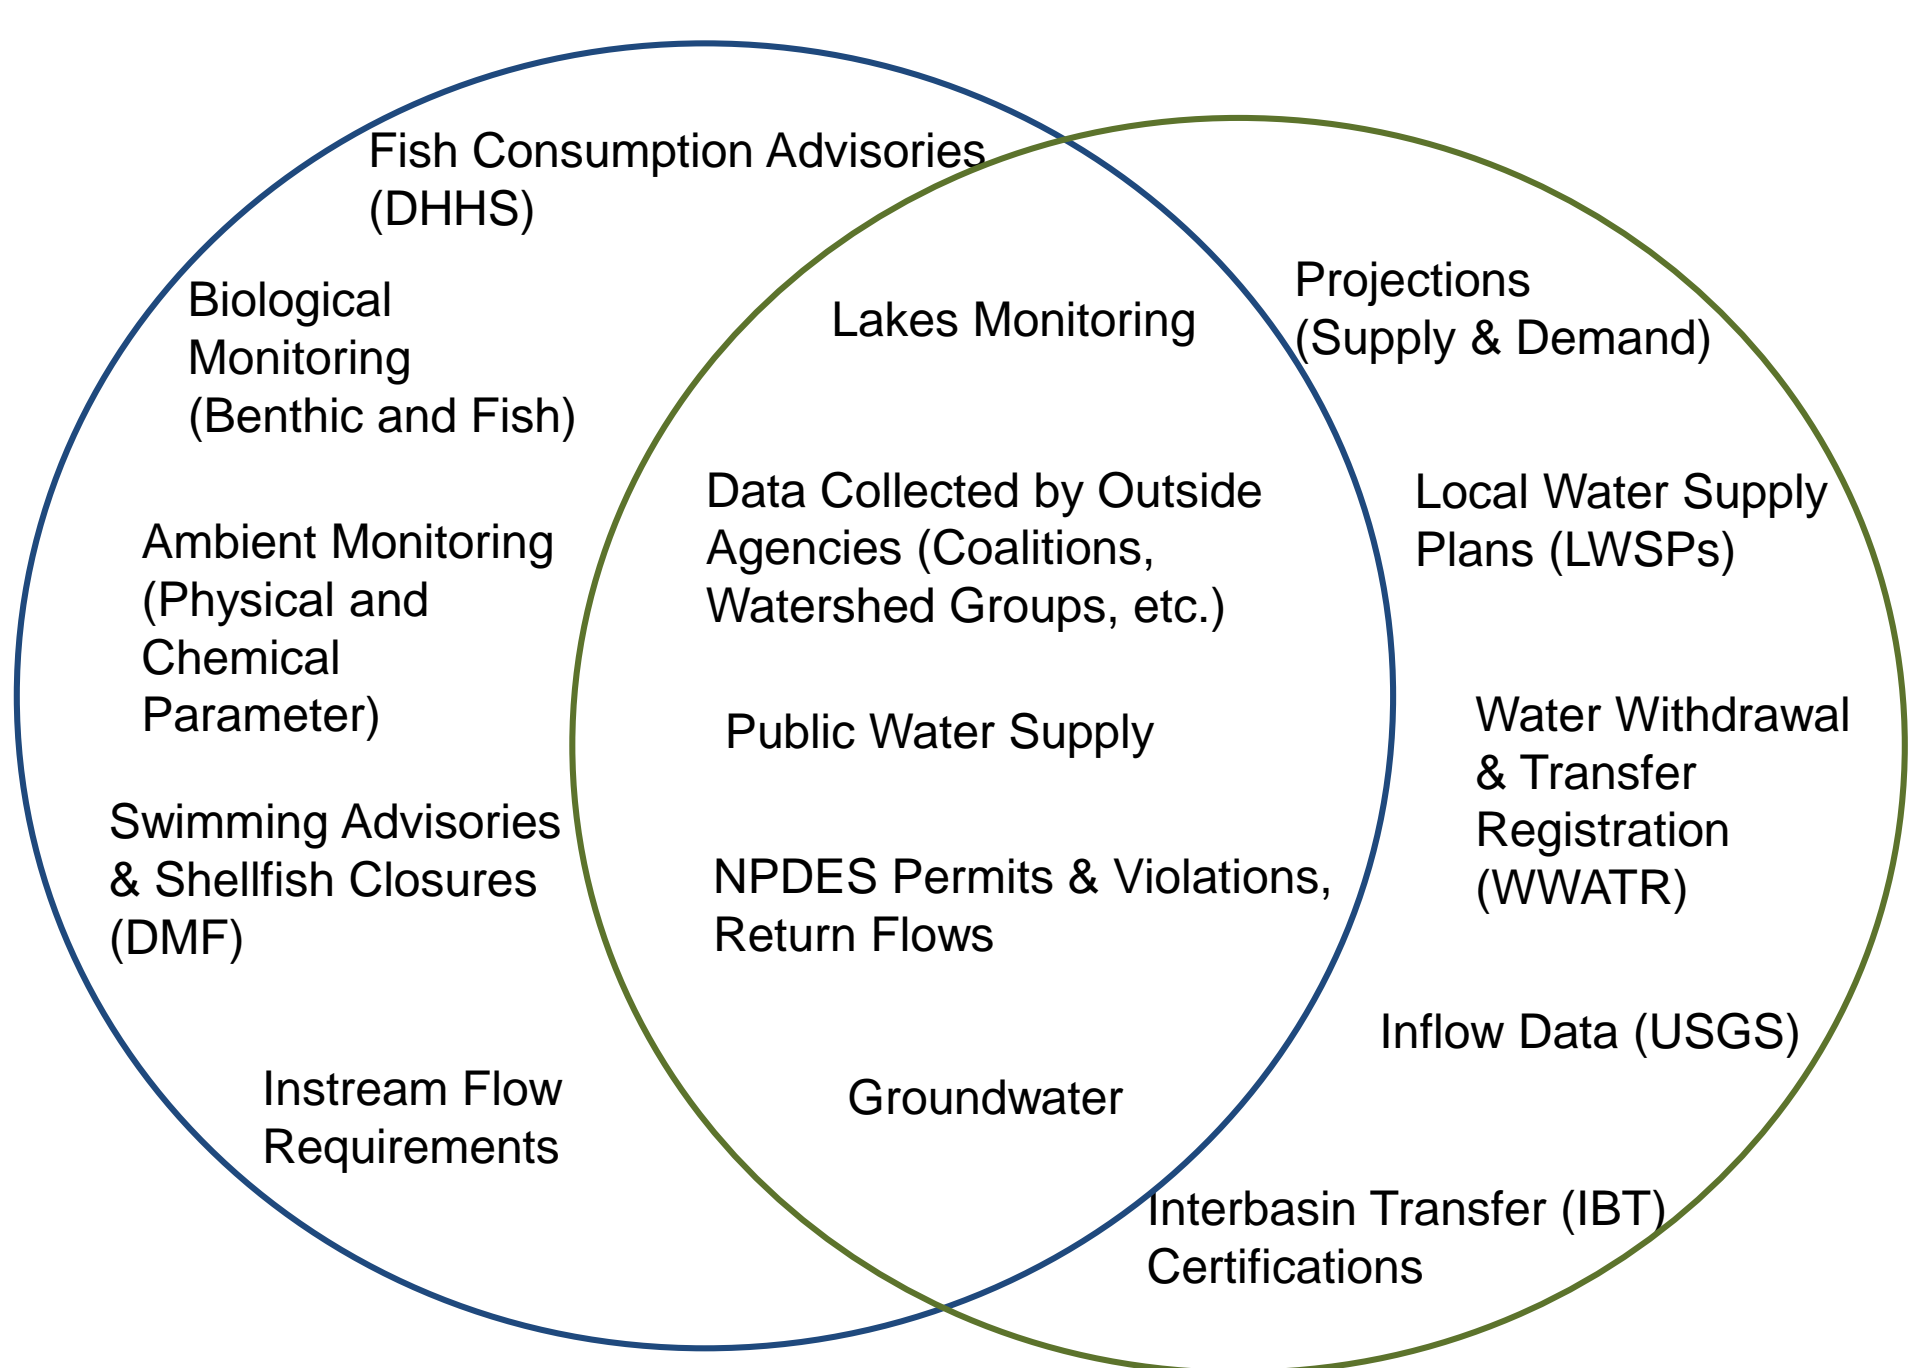 Fish Consumption Advisories
(DHHS)
Biological
Monitoring
(Benthic and Fish)
Ambient Monitoring
(Physical and
Chemical
Parameter)
Swimming Advisories
& Shellfish Closures
(DMF)
Instream Flow
Requirements
Lakes Monitoring
Data Collected by Outside
Agencies (Coalitions,
Watershed Groups, etc.)
Public Water Supply
NPDES Permits & Violations,
Return Flows
Groundwater
Projections
(Supply & Demand)
Local Water Supply
Plans (LWSPs)
Water Withdrawal
& Transfer
Registration
(WWATR)
Inflow Data (USGS)
Interbasin Transfer (IBT)
Certifications